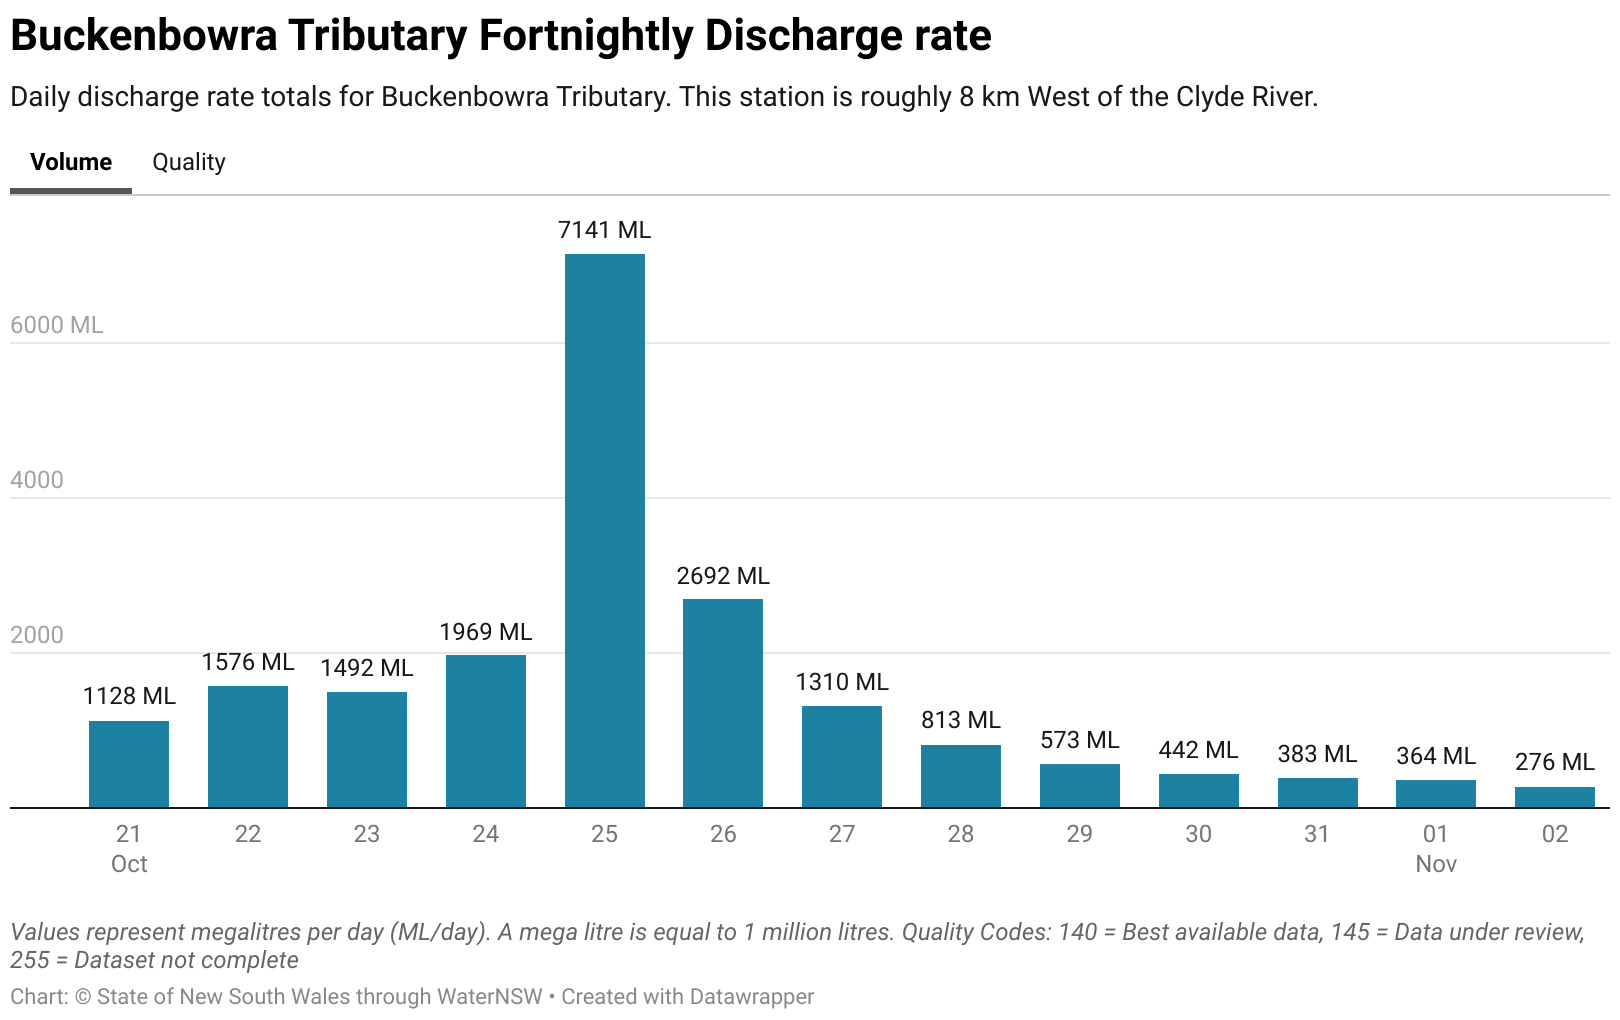 Buckenbowra Tributary Fortnightly Discharge rate
Daily discharge rate totals for Buckenbowra Tributary. This station is roughly 8 km West of the Clyde River.
Volume Quality
7141 ML
6000 ML
4000
2692 ML
2000
1969 ML
1576 ML
1492 ML
1310 ML
1128 ML
813 ML
573 ML
442 ML
383 ML
364 ML
276 ML
21 22 23 24 25 26 27 28 29 30 31 01 02
Oct Nov
Values represent megalitres per day (ML/day). A mega litre is equal to 1 million litres. Quality Codes: 140 = Best available data, 145 = Data under review,
255 = Dataset not complete
Chart: © State of New South Wales through WaterNSW • Created with Datawrapper